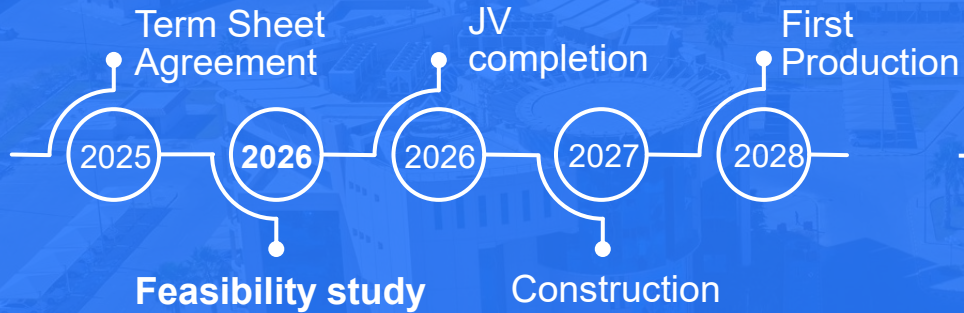 Term Sheet
Agreement
JV
completion
First
Production
2025
2026
2026
2027
2028
Feasibility study
Construction